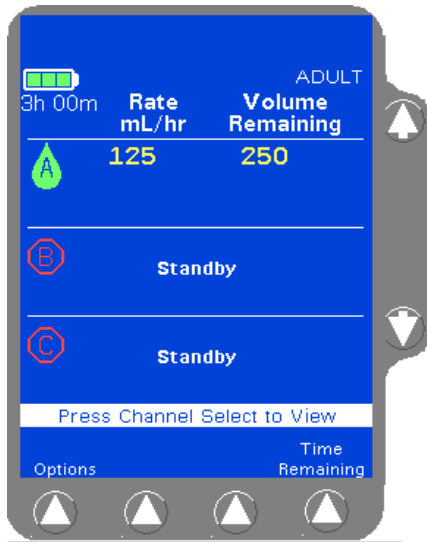 ADULT
3h 00m Rate Volume
mL/hr Remaining
A 125 250
B Standby
C Standby
Press Channel Select to View
Time
Options Remaining